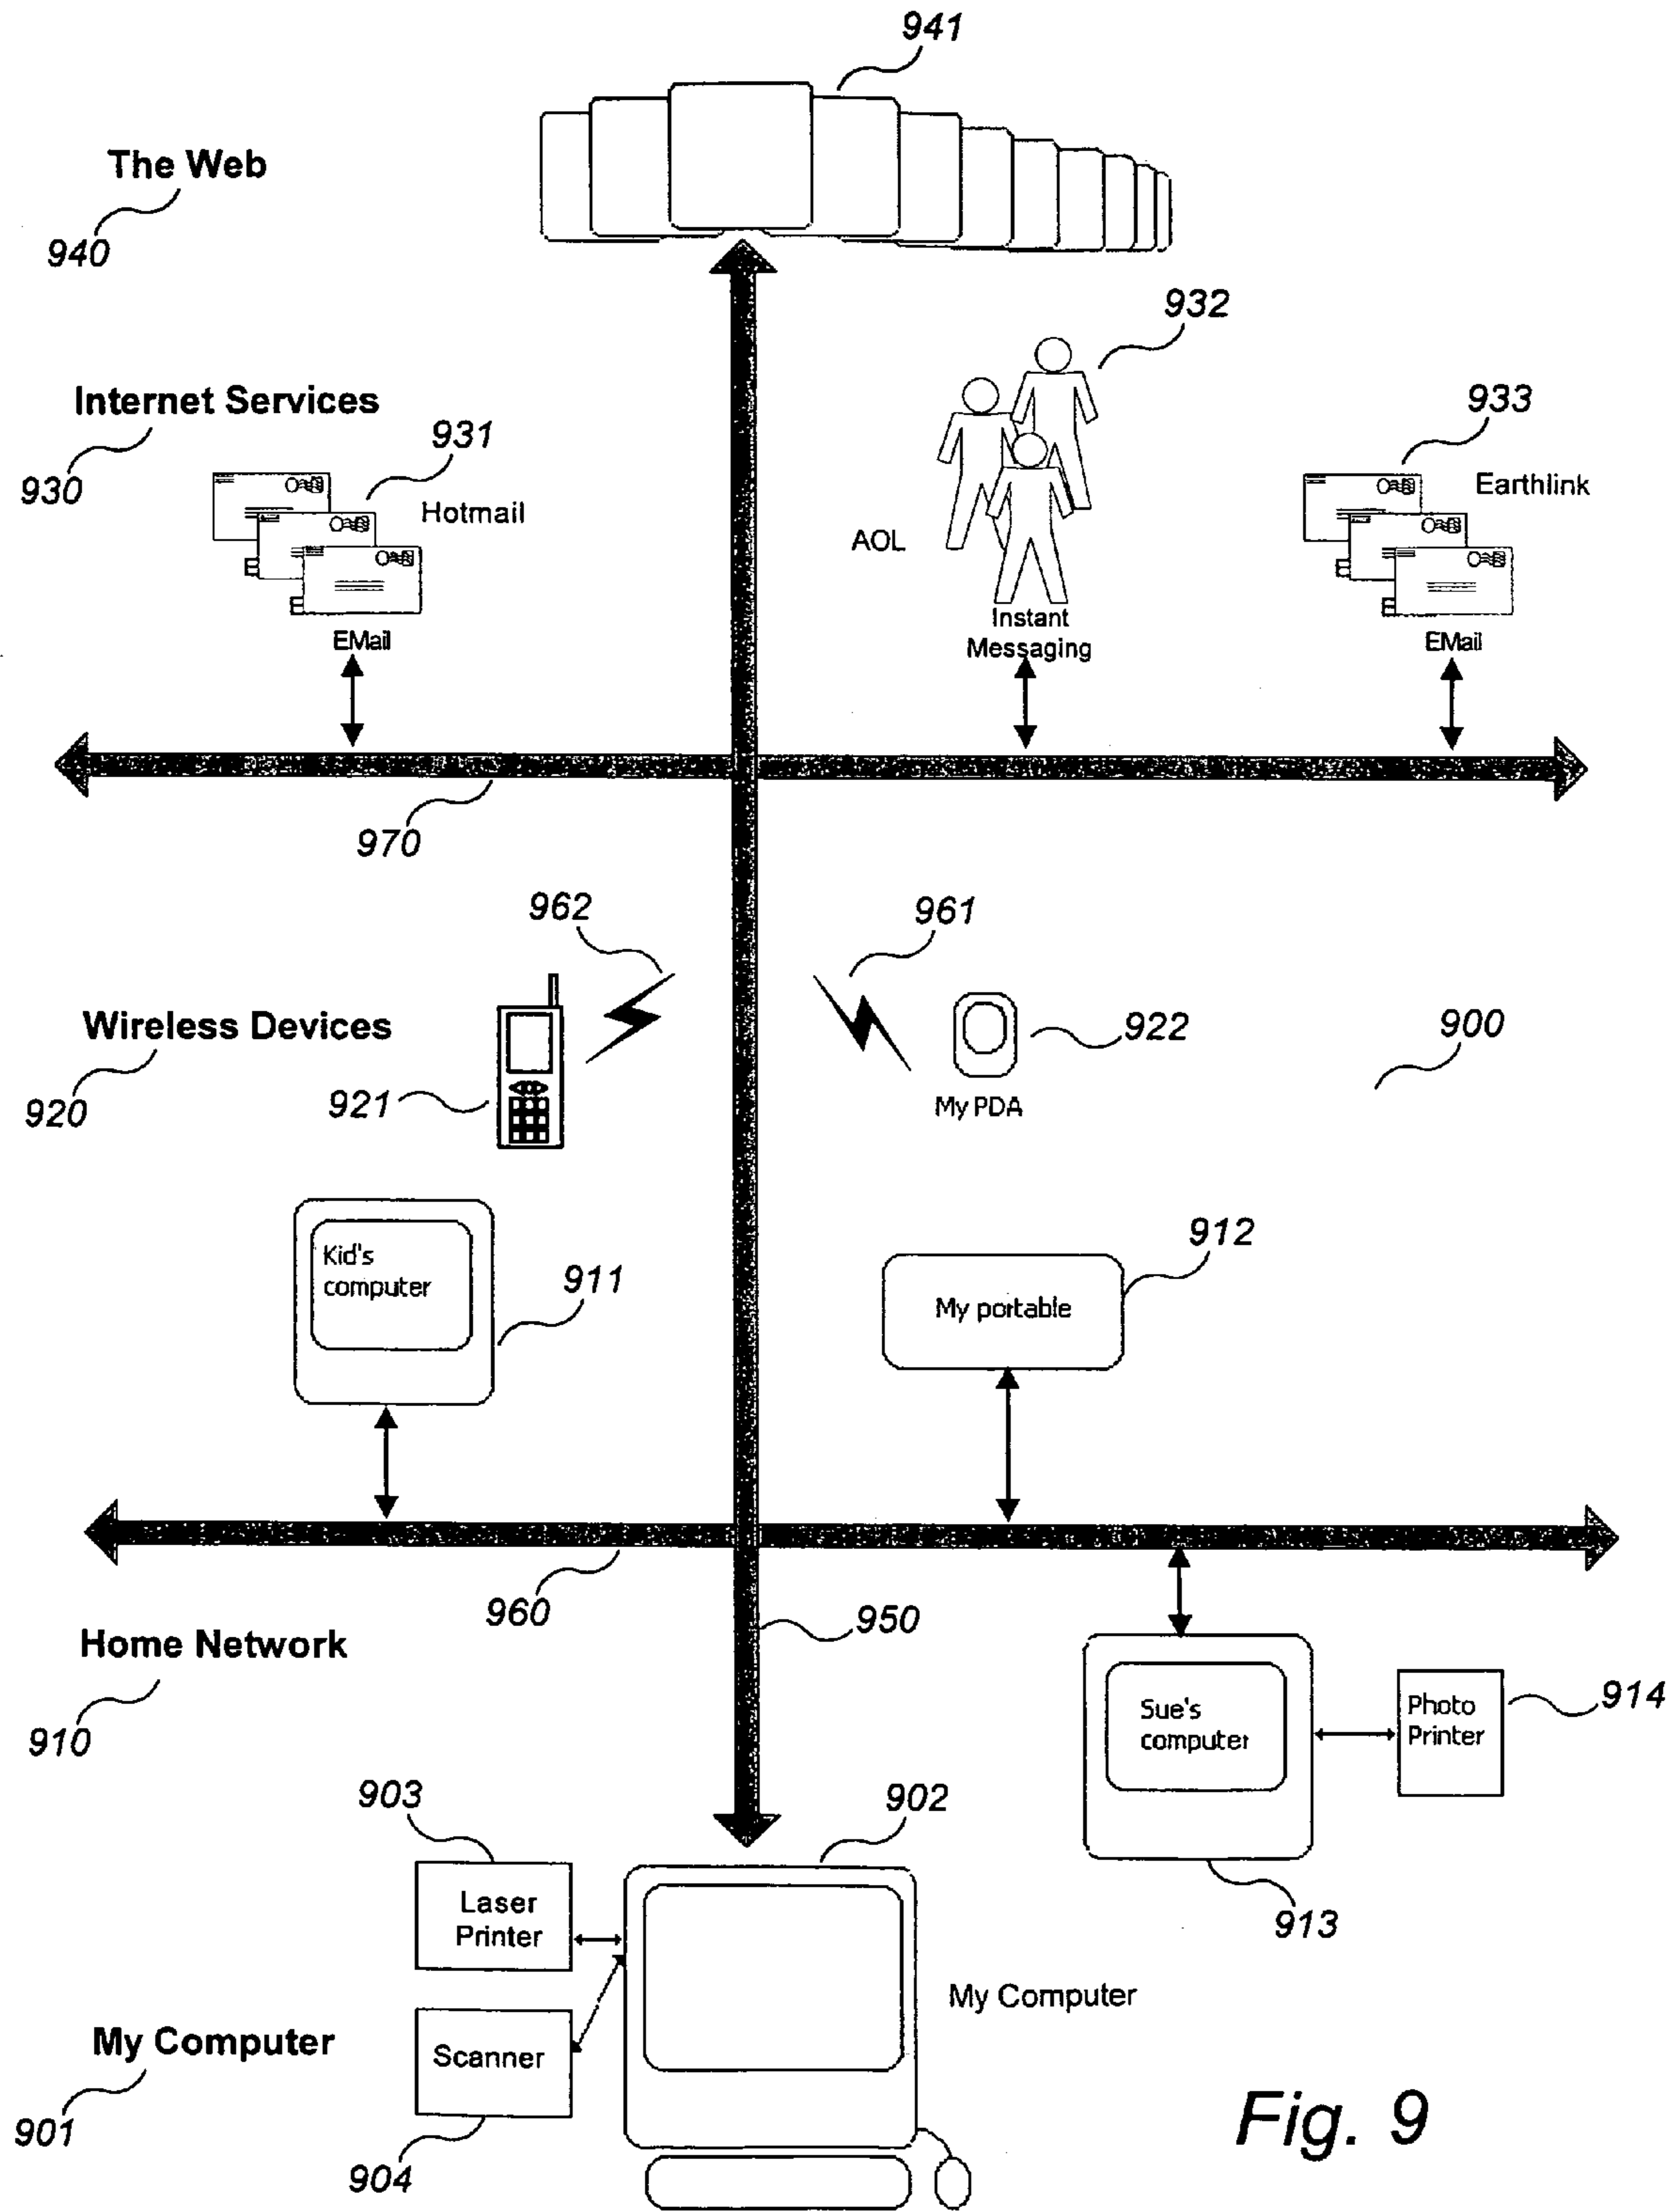 941
The Web
940
932
Internet Services
933
931
930
Hotmail
Earthlink
AOL
Instant
Messaging
EMail
EMail
970
962
961
Wireless Devices
922
900
921
920
My PDA
912
Kid's
computer
911
My portable
960
950
Home Network
914
Sue's
computer
Photo
Printer
910
903
902
Laser
Printer
913
My Computer
My Computer
Scanner
901
904
Fig. 9